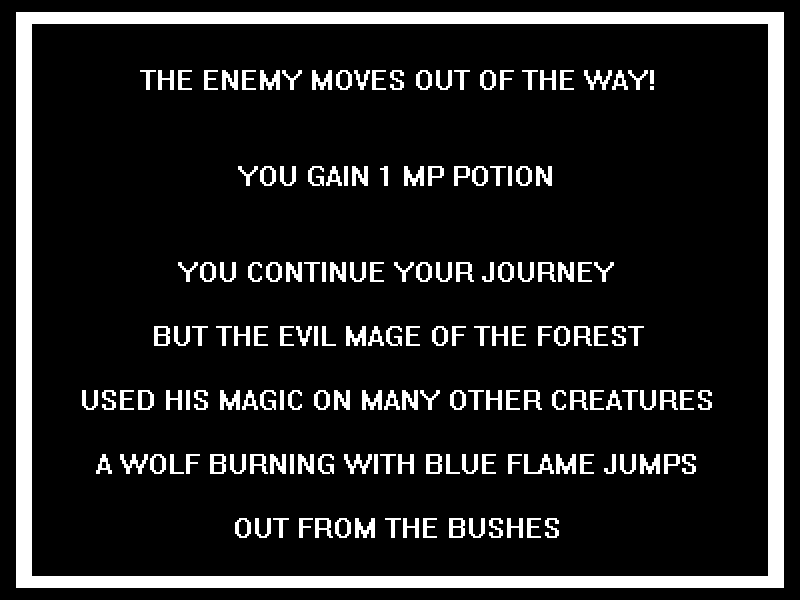 THE ENEMY MOVES OUT OF THE WAY!
YOU GAIN 1 MP POTION
YOU CONTINUE YOUR JOURNEY
BUT THE EVIL MAGE OF THE FOREST
USED HIS MAGIC ON MANY OTHER CREATURES
A WOLF BURNING WITH BLUE FLAME JUMPS
OUT FROM THE BUSHES